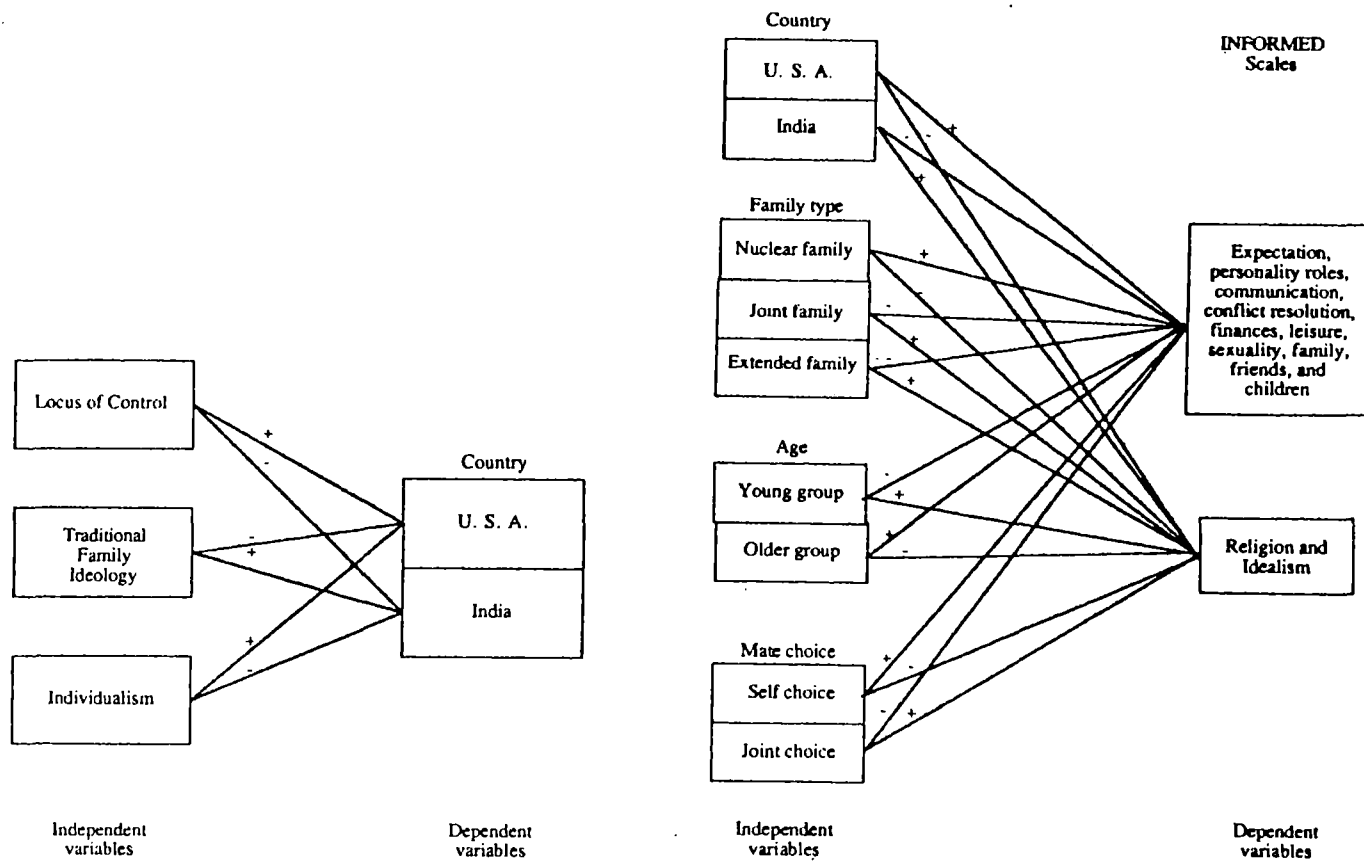 Locus of Control
Traditional
Family
Ideology
Individualism
+
-
-
+
+
-
Country
U. S. A.
India
Independent
variables
Dependent
variables
Country
U. S. A.
India
Family type
Nuclear family
Joint family
Extended family
Age
Young group
Older group
Mate choice
Self choice
Joint choice
- - +
+
+
-
-
+
- -
+
-
+
+
-
+ -
- +
INFORMED
Scales
Expectation,
personality roles,
communication,
conflict resolution,
finances, leisure,
sexuality, family,
friends, and
children
Religion and
Idealism
Independent
variables
Dependent
variables